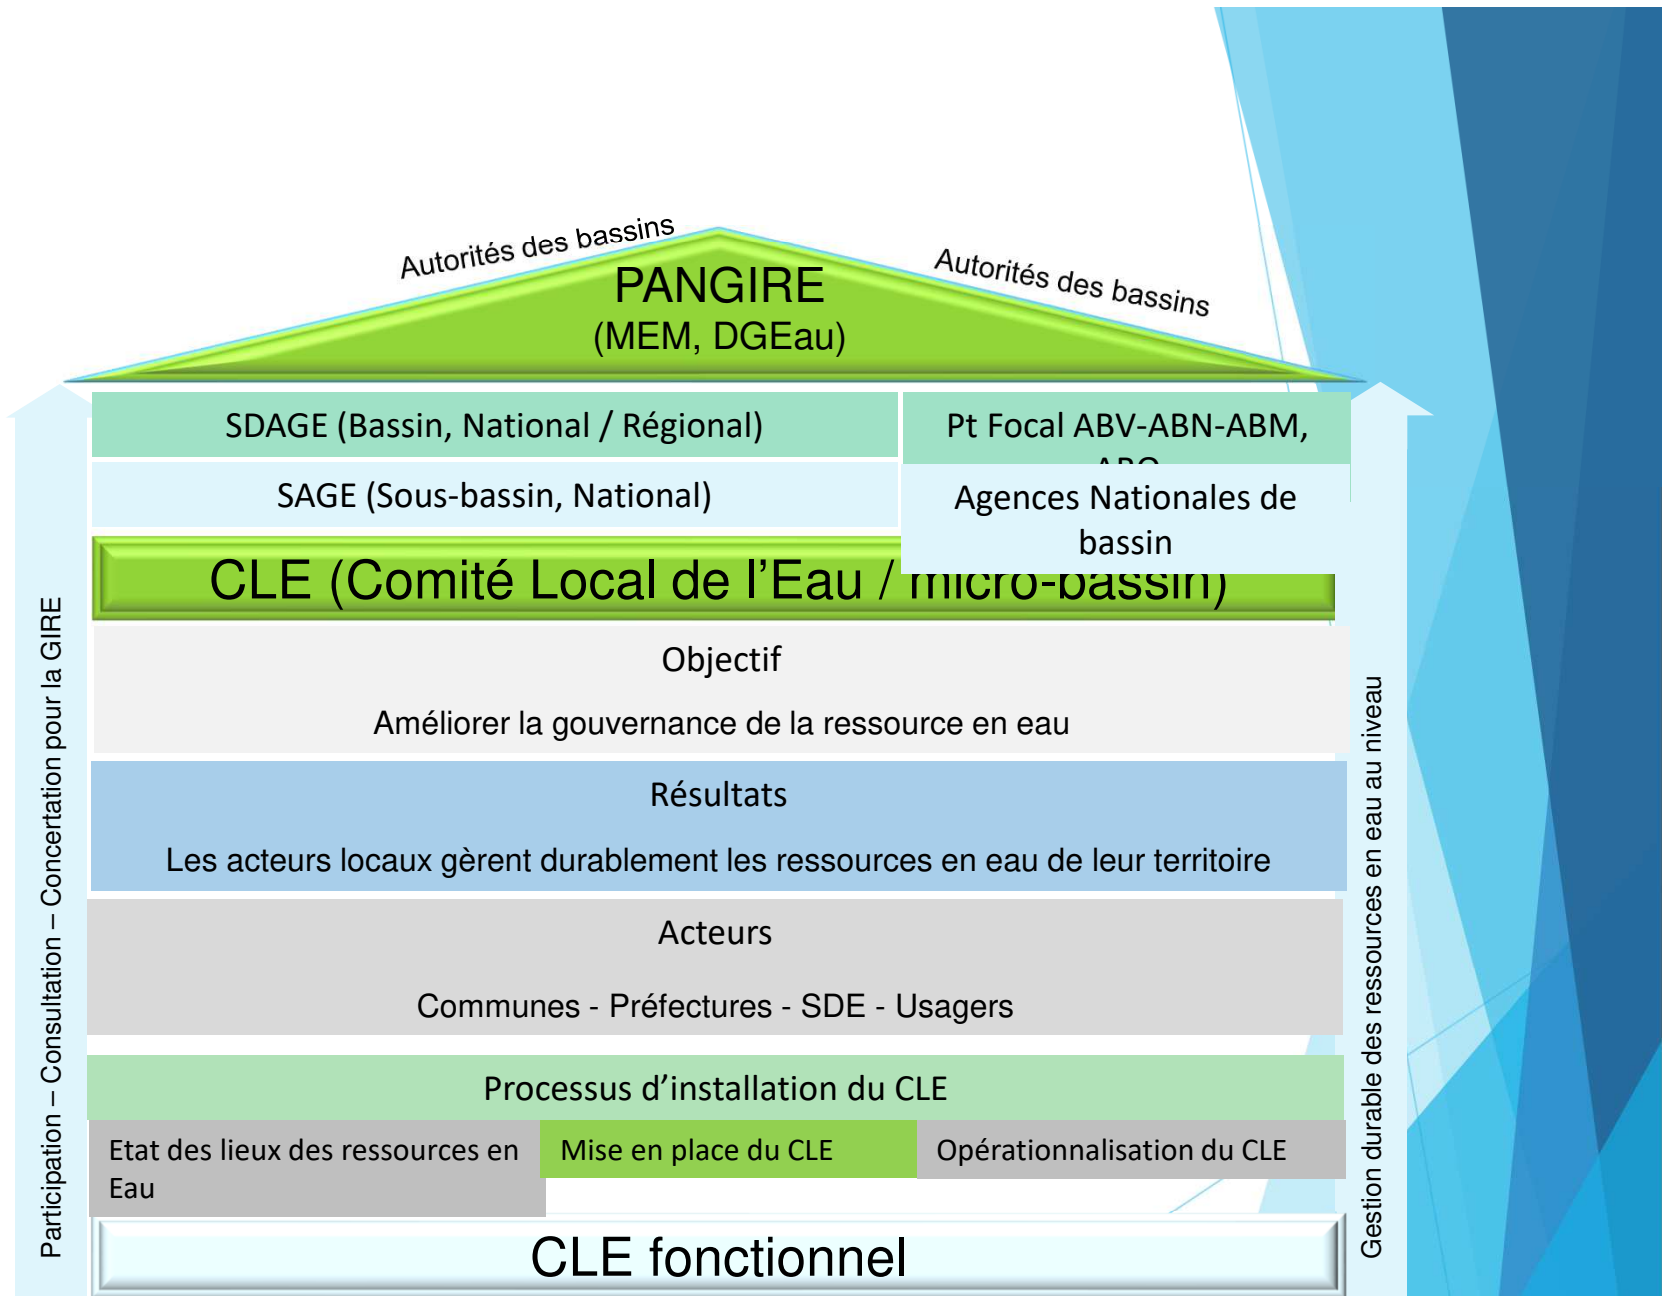 Autorités des bassins
Autorités des bassins
PANGIRE
(MEM, DGEau)
SDAGE (Bassin, National / Régional)
Pt Focal ABV-ABN-ABM,
SAGE (Sous-bassin, National)
Agences Nationales de
bassin
CLE (Comité Local de l’Eau / micro-bassin)
Objectif
Améliorer la gouvernance de la ressource en eau
Résultats
Les acteurs locaux gèrent durablement les ressources en eau de leur territoire
Acteurs
Communes - Préfectures - SDE - Usagers
Processus d’installation du CLE
Etat des lieux des ressources en
Eau
Mise en place du CLE
Opérationnalisation du CLE
CLE fonctionnel
Participation – Consultation – Concertation pour la GIRE
Gestion durable des ressources en eau au niveau